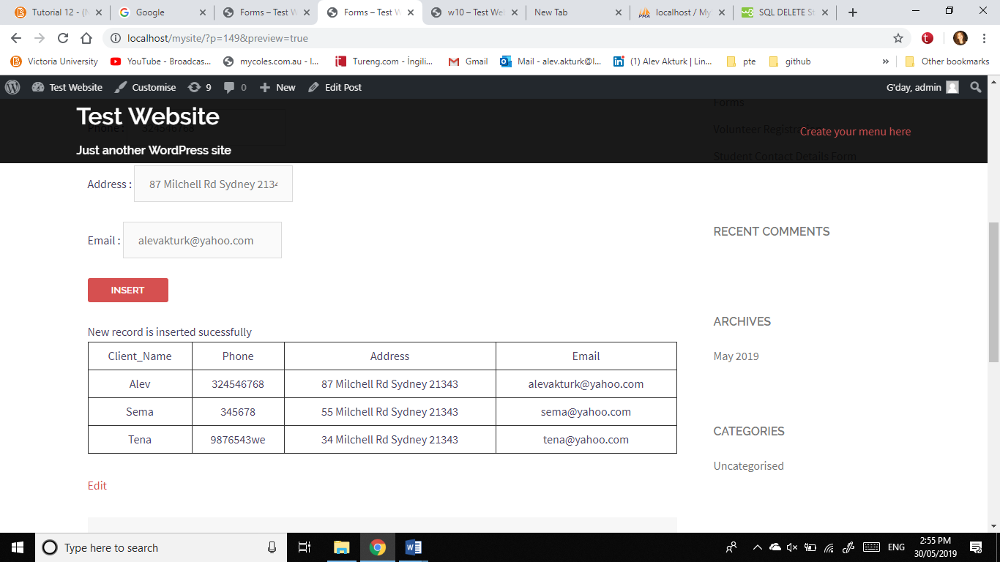 Tutorial 12 - (N
Google
Forms – Test W
Forms – Test W
w10 – Test Web
New Tab
localhost / My
SQL DELETE St
localhost/mysite/?p=149&preview=true
Victoria University
YouTube - Broadcas...
mycoles.com.au - I...
Tureng.com - İngili...
Gmail
Mail - alev.akturk@l...
(1) Alev Akturk | Lin...
pte
github
»
Other bookmarks
Test Website
Customise
9
0
New
Edit Post
G'day, admin
Test Website
Just another WordPress site
Create your menu here
Forms
Phone : 324546768
Student Contact Details Form
Address : 87 Milchell Rd Sydney 2134
Email : alevakturk@yahoo.com
INSERT
New record is inserted sucessfully
Client_Name Phone Address Email
Alev 324546768 87 Milchell Rd Sydney 21343 alevakturk@yahoo.com
Sema 345678 55 Milchell Rd Sydney 21343 sema@yahoo.com
Tena 9876543we 34 Milchell Rd Sydney 21343 tena@yahoo.com
Edit
RECENT COMMENTS
ARCHIVES
May 2019
CATEGORIES
Uncategorised
Type here to search
ENG
2:55 PM
30/05/2019